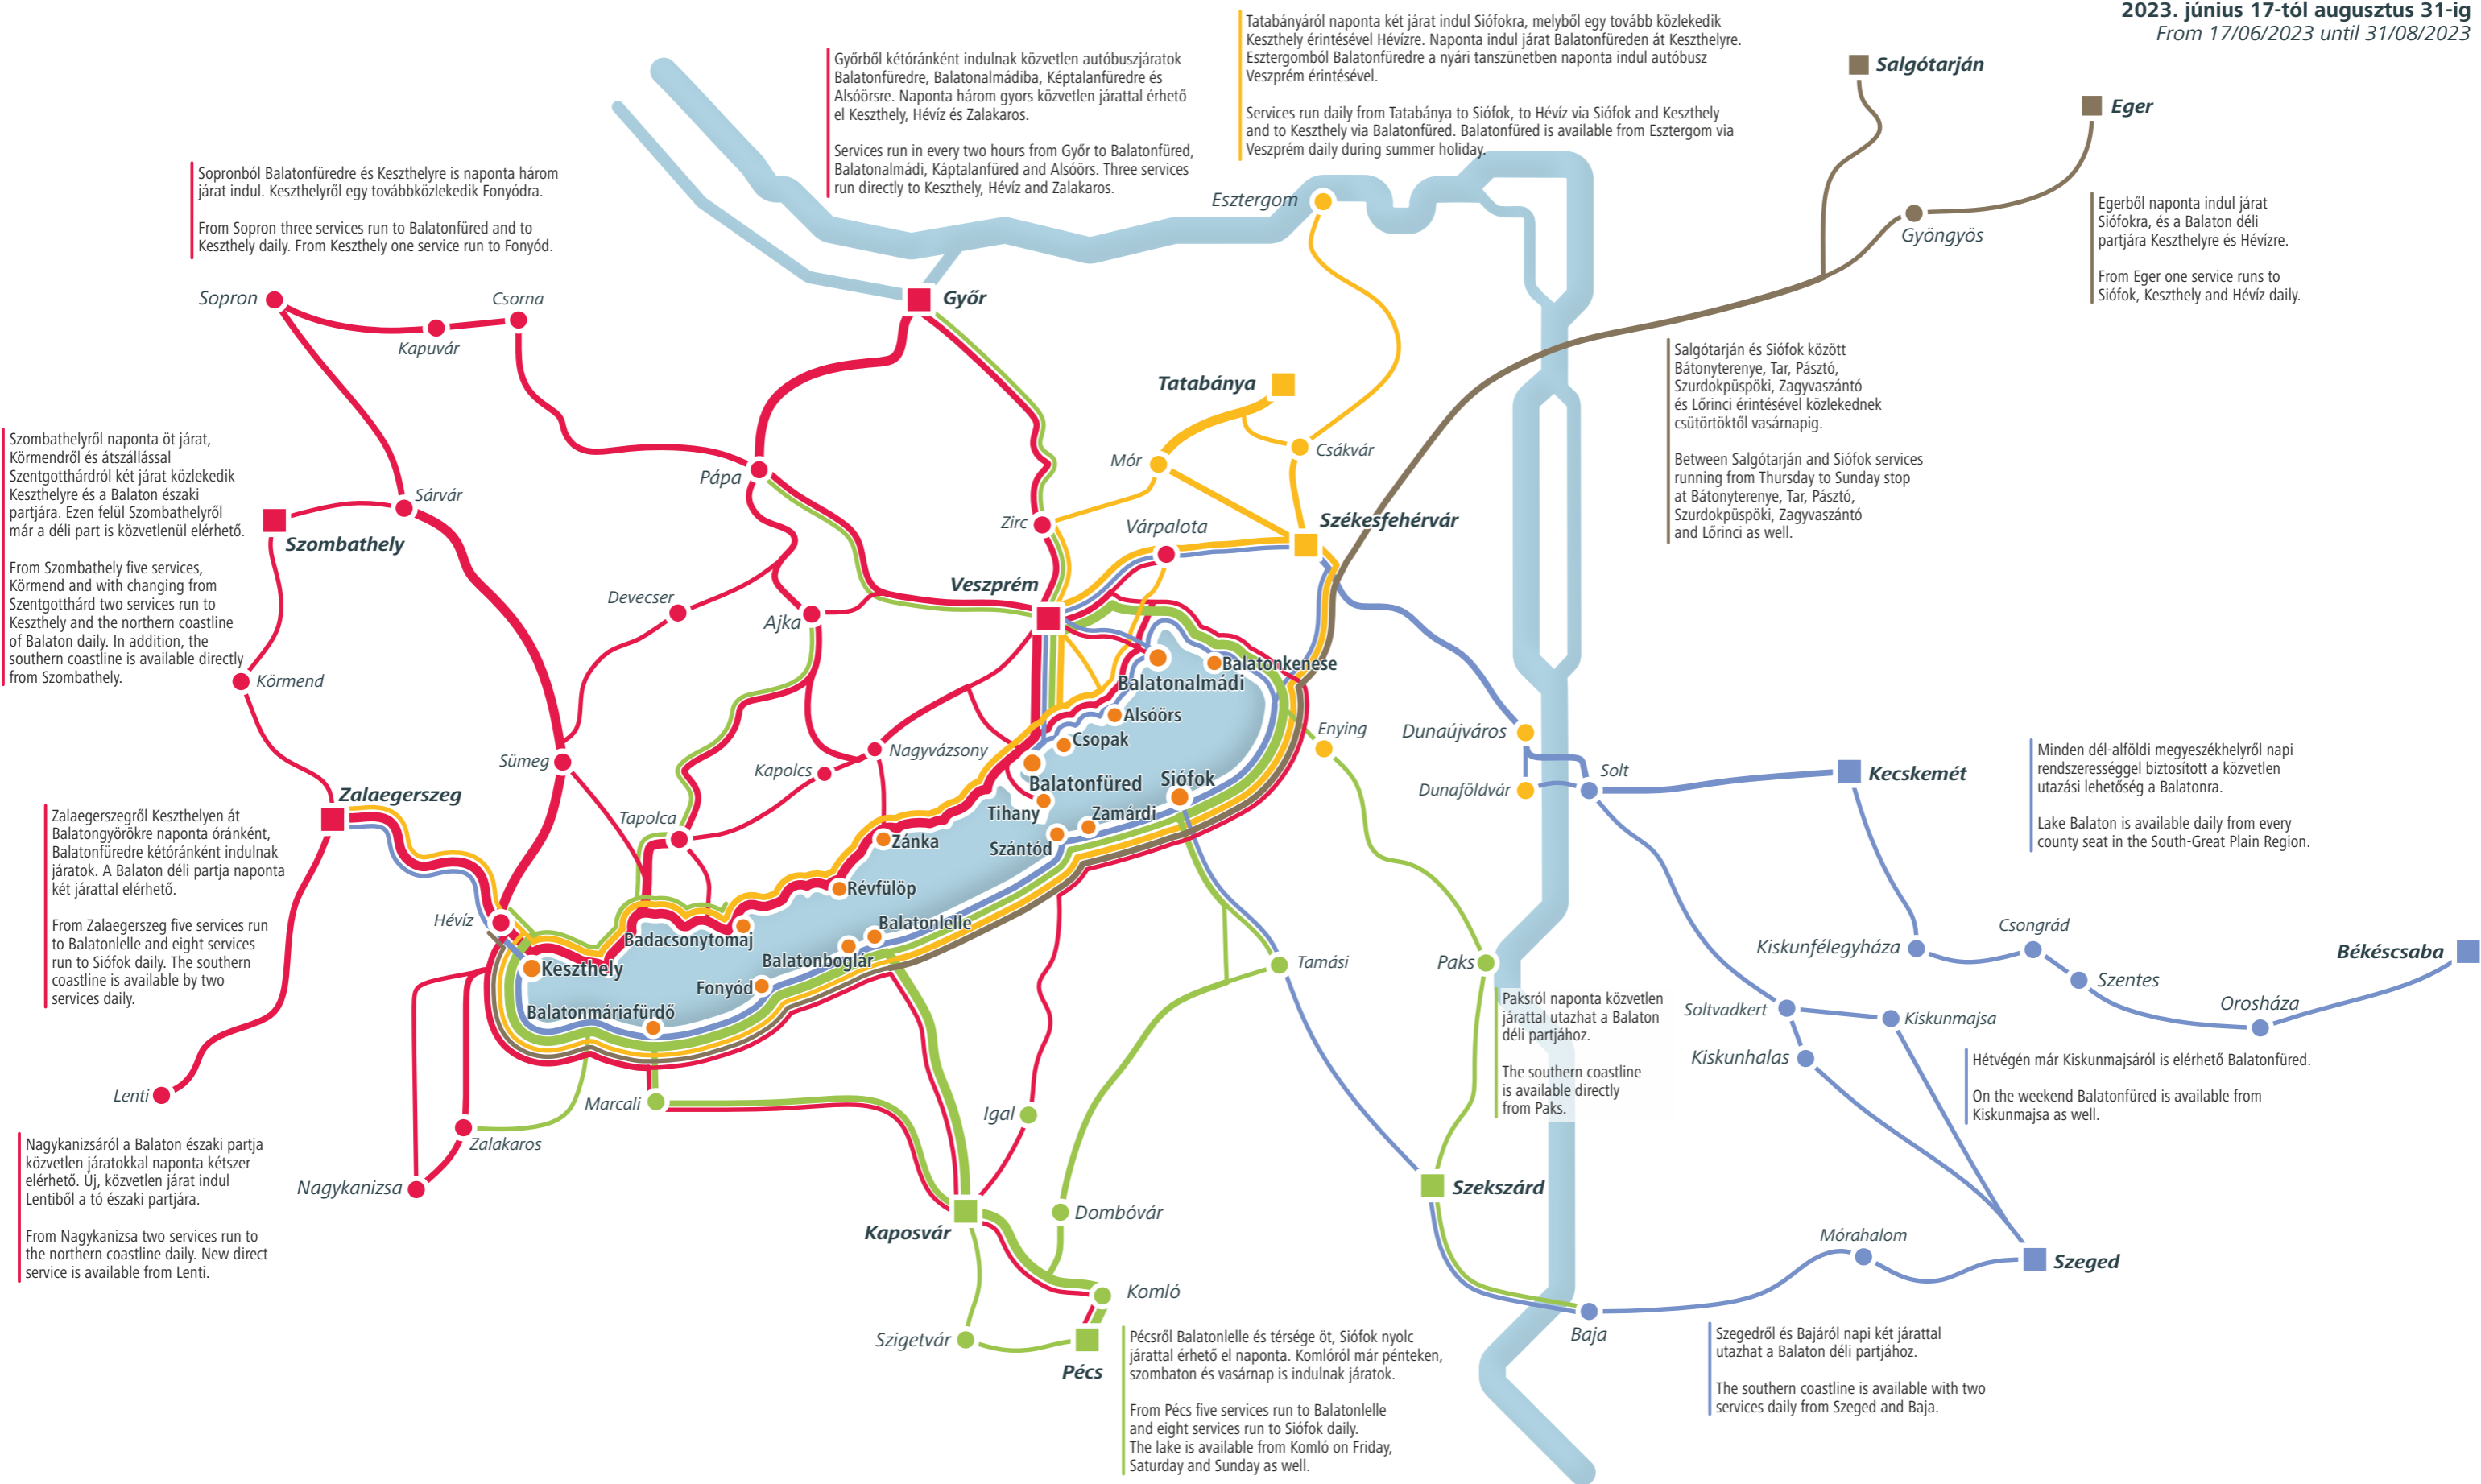 2023. június 17-tól augusztus 31-ig
From 17/06/2023 until 31/08/2023
Tatabányáról naponta két járat indul Siófokra, melyből egy tovább közlekedik
Keszthely érintésével Hévízre. Naponta indul járat Balatonfüreden át Keszthelyre.
Esztergomból Balatonfüredre a nyári tanszünetben naponta indul autóbusz
Veszprém érintésével.
Services run daily from Tatabánya to Siófok, to Hévíz via Siófok and Keszthely
and to Keszthely via Balatonfüred. Balatonfüred is available from Esztergom via
Veszprém daily during summer holiday.
Győrből kétóránként indulnak közvetlen autóbuszjáratok
Balatonfüredre, Balatonalmádiba, Képtalanfüredre és
Alsóörsre. Naponta három gyors közvetlen járattal érhető
el Keszthely, Hévíz és Zalakaros.
Services run in every two hours from Győr to Balatonfüred,
Balatonalmádi, Káptalanfüred and Alsóörs. Three services
run directly to Keszthely, Hévíz and Zalakaros.
Sopronból Balatonfüredre és Keszthelyre is naponta három
járat indul. Keszthelyről egy továbbközlekedik Fonyódra.
From Sopron three services run to Balatonfüred and to
Keszthely daily. From Keszthely one service run to Fonyód.
Salgótarján
Eger
Gyöngyös
Egerből naponta indul járat
Siófokra, és a Balaton déli
partjára Keszthelyre és Hévízre.
From Eger one service runs to
Siófok, Keszthely and Hévíz daily.
Esztergom
Sopron
Csorna
Kapuvár
Győr
Salgótarján és Siófok között
Bátonyterenye, Tar, Pásztó,
Szurdokpüspöki, Zagyvaszántó
és Lőrinci érintésével közlekednek
csütörtöktől vasárnapig.
Between Salgótarján and Siófok services
running from Thursday to Sunday stop
at Bátonyterenye, Tar, Pásztó,
Szurdokpüspöki, Zagyvaszántó
and Lőrinci as well.
Tatabánya
Mór
Csákvár
Pápa
Sárvár
Zirc
Várpalota
Székesfehérvár
Szombathelyről naponta öt járat,
Körmendről és átszállással
Szentgotthárdról két járat közlekedik
Keszthelyre és a Balaton északi
partjára. Ezen felül Szombathelyről
már a déli part is közvetlenül elérhető.
From Szombathely five services,
Körmend and with changing from
Szentgotthárd two services run to
Keszthely and the northern coastline
of Balaton daily. In addition, the
southern coastline is available directly
from Szombathely.
Szombathely
Körmend
Devecser
Ajka
Veszprém
Balatonkenese
Balatonalmádi
Alsóörs
Csopak
Balatonfüred
Siófok
Tihany
Zamárdi
Szántód
Zánka
Révfülöp
Balatonlelle
Badacsonytomaj
Balatonboglár
Keszthely
Fonyód
Balatonmáriafürdő
Enying
Dunaújváros
Dunaföldvár
Solt
Kecskemét
Sümeg
Nagyvázsony
Kapolcs
Tapolca
Zalaegerszeg
Hévíz
Zalaegerszegről Keszthelyen át
Balatongyörökre naponta óránként,
Balatonfüredre kétóránként indulnak
járatok. A Balaton déli partja naponta
két járattal elérhető.
From Zalaegerszeg five services run
to Balatonlelle and eight services
run to Siófok daily. The southern
coastline is available by two
services daily.
Minden dél-alföldi megyeszékhelyről napi
rendszerességgel biztosított a közvetlen
utazási lehetőség a Balatonra.
Lake Balaton is available daily from every
county seat in the South-Great Plain Region.
Kiskunfélegyháza
Csongrád
Szentes
Orosháza
Békéscsaba
Tamási
Paks
Paksról naponta közvetlen
járattal utazhat a Balaton
déli partjához.
The southern coastline
is available directly
from Paks.
Soltvadkert
Kiskunmajsa
Kiskunhalas
Hétvégén már Kiskunmajsáról is elérhető Balatonfüred.
On the weekend Balatonfüred is available from
Kiskunmajsa as well.
Lenti
Marcali
Igal
Zalakaros
Nagykanizsa
Nagykanizsáról a Balaton északi partja
közvetlen járatokkal naponta kétszer
elérhető. Új, közvetlen járat indul
Lentiből a tó északi partjára.
From Nagykanizsa two services run to
the northern coastline daily. New direct
service is available from Lenti.
Kaposvár
Dombóvár
Szekszárd
Mórahalom
Szeged
Komló
Szigetvár
Pécs
Baja
Pécsről Balatonlelle és térsége öt, Siófok nyolc
járattal érhető el naponta. Komlóról már pénteken,
szombaton és vasárnap is indulnak járatok.
From Pécs five services run to Balatonlelle
and eight services run to Siófok daily.
The lake is available from Komló on Friday,
Saturday and Sunday as well.
Szegedről és Bajáról napi két járattal
utazhat a Balaton déli partjához.
The southern coastline is available with two
services daily from Szeged and Baja.